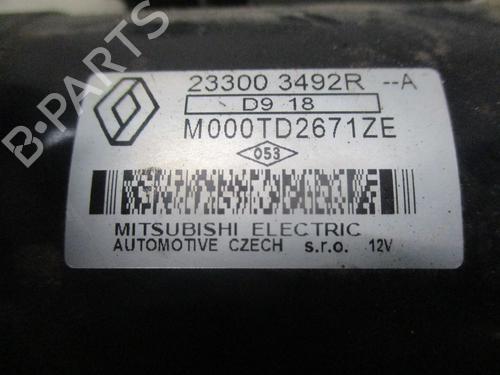 23300 3492R --A
D9 18
M000TD2671ZE
053
MITSUBISHI ELECTRIC
AUTOMOTIVE CZECH s.r.o. 12V
B-PARTS